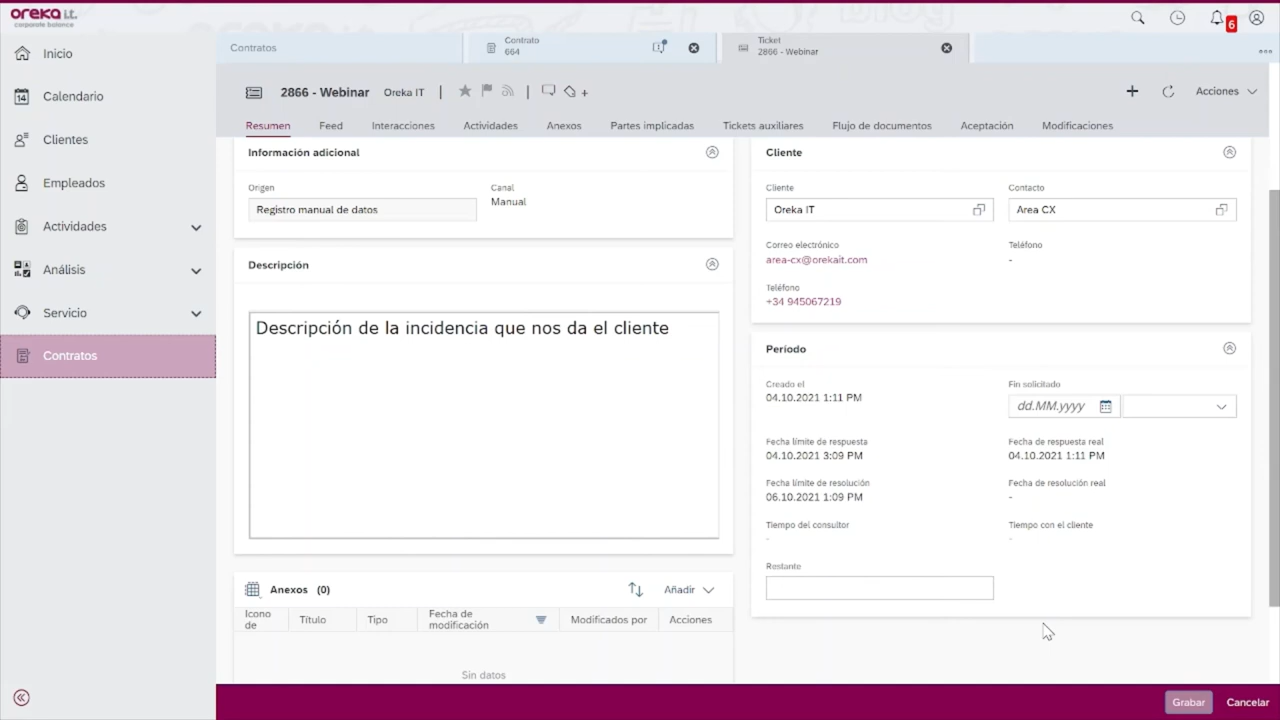 oreka i.t.
corporate balance
6
Inicio
14
Calendario
Clientes
Empleados
Actividades
Análisis
Servicio
Contratos
Contratos
Contrato
664
Ticket
2866 - Webinar
2866 - Webinar
Oreka IT
Acciones
Resumen
Feed
Interacciones
Actividades
Anexos
Partes implicadas
Tickets auxiliares
Flujo de documentos
Aceptación
Modificaciones
Información adicional
Origen
Canal
Registro manual de datos
Manual
Descripción
Descripción de la incidencia que nos da el cliente
Anexos (0)
Añadir
Icono de
Título
Tipo
Fecha de modificación
Modificados por
Acciones
Sin datos
Cliente
Cliente
Contacto
Oreka IT
Area CX
Correo electrónico
Teléfono
area-cx@orekait.com
-
Teléfono
+34 945067219
Período
Creado el
Fin solicitado
04.10.2021 1:11 PM
dd.MM.yyyy
Fecha límite de respuesta
Fecha de respuesta real
04.10.2021 3:09 PM
04.10.2021 1:11 PM
Fecha límite de resolución
Fecha de resolución real
06.10.2021 1:09 PM
-
Tiempo del consultor
Tiempo con el cliente
-
-
Restante
Grabar
Cancelar